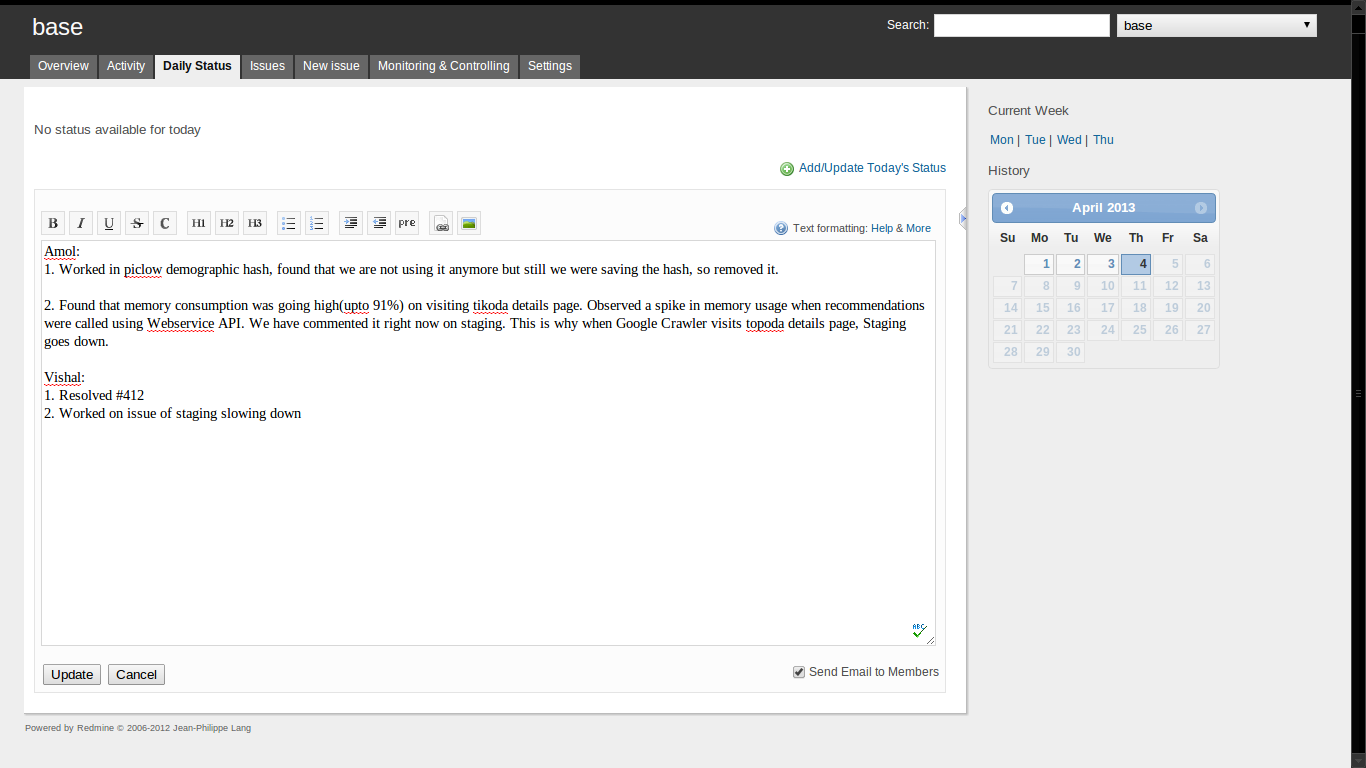 base
Search:
base
Overview
Activity
Daily Status
Issues
New issue
Monitoring & Controlling
Settings
No status available for today
Add/Update Today's Status
B I U S C H1 H2 H3 pre
Text formatting: Help & More
Amol:
1. Worked in piclow demographic hash, found that we are not using it anymore but still we were saving the hash, so removed it.
2. Found that memory consumption was going high(upto 91%) on visiting tikoda details page. Observed a spike in memory usage when recommendations
were called using Webservice API. We have commented it right now on staging. This is why when Google Crawler visits topoda details page, Staging
goes down.
Vishal:
1. Resolved #412
2. Worked on issue of staging slowing down
ABC
Update
Cancel
Send Email to Members
Current Week
Mon | Tue | Wed | Thu
History
April 2013
Su Mo Tu We Th Fr Sa
1 2 3 4 5 6
7 8 9 10 11 12 13
14 15 16 17 18 19 20
21 22 23 24 25 26 27
28 29 30
Powered by Redmine © 2006-2012 Jean-Philippe Lang